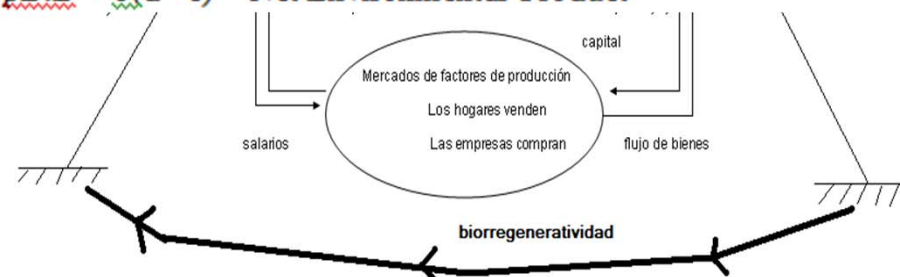 capital
Mercados de factores de producción
Los hogares venden
salarios
Las empresas compran
flujo de bienes
biorregeneratividad